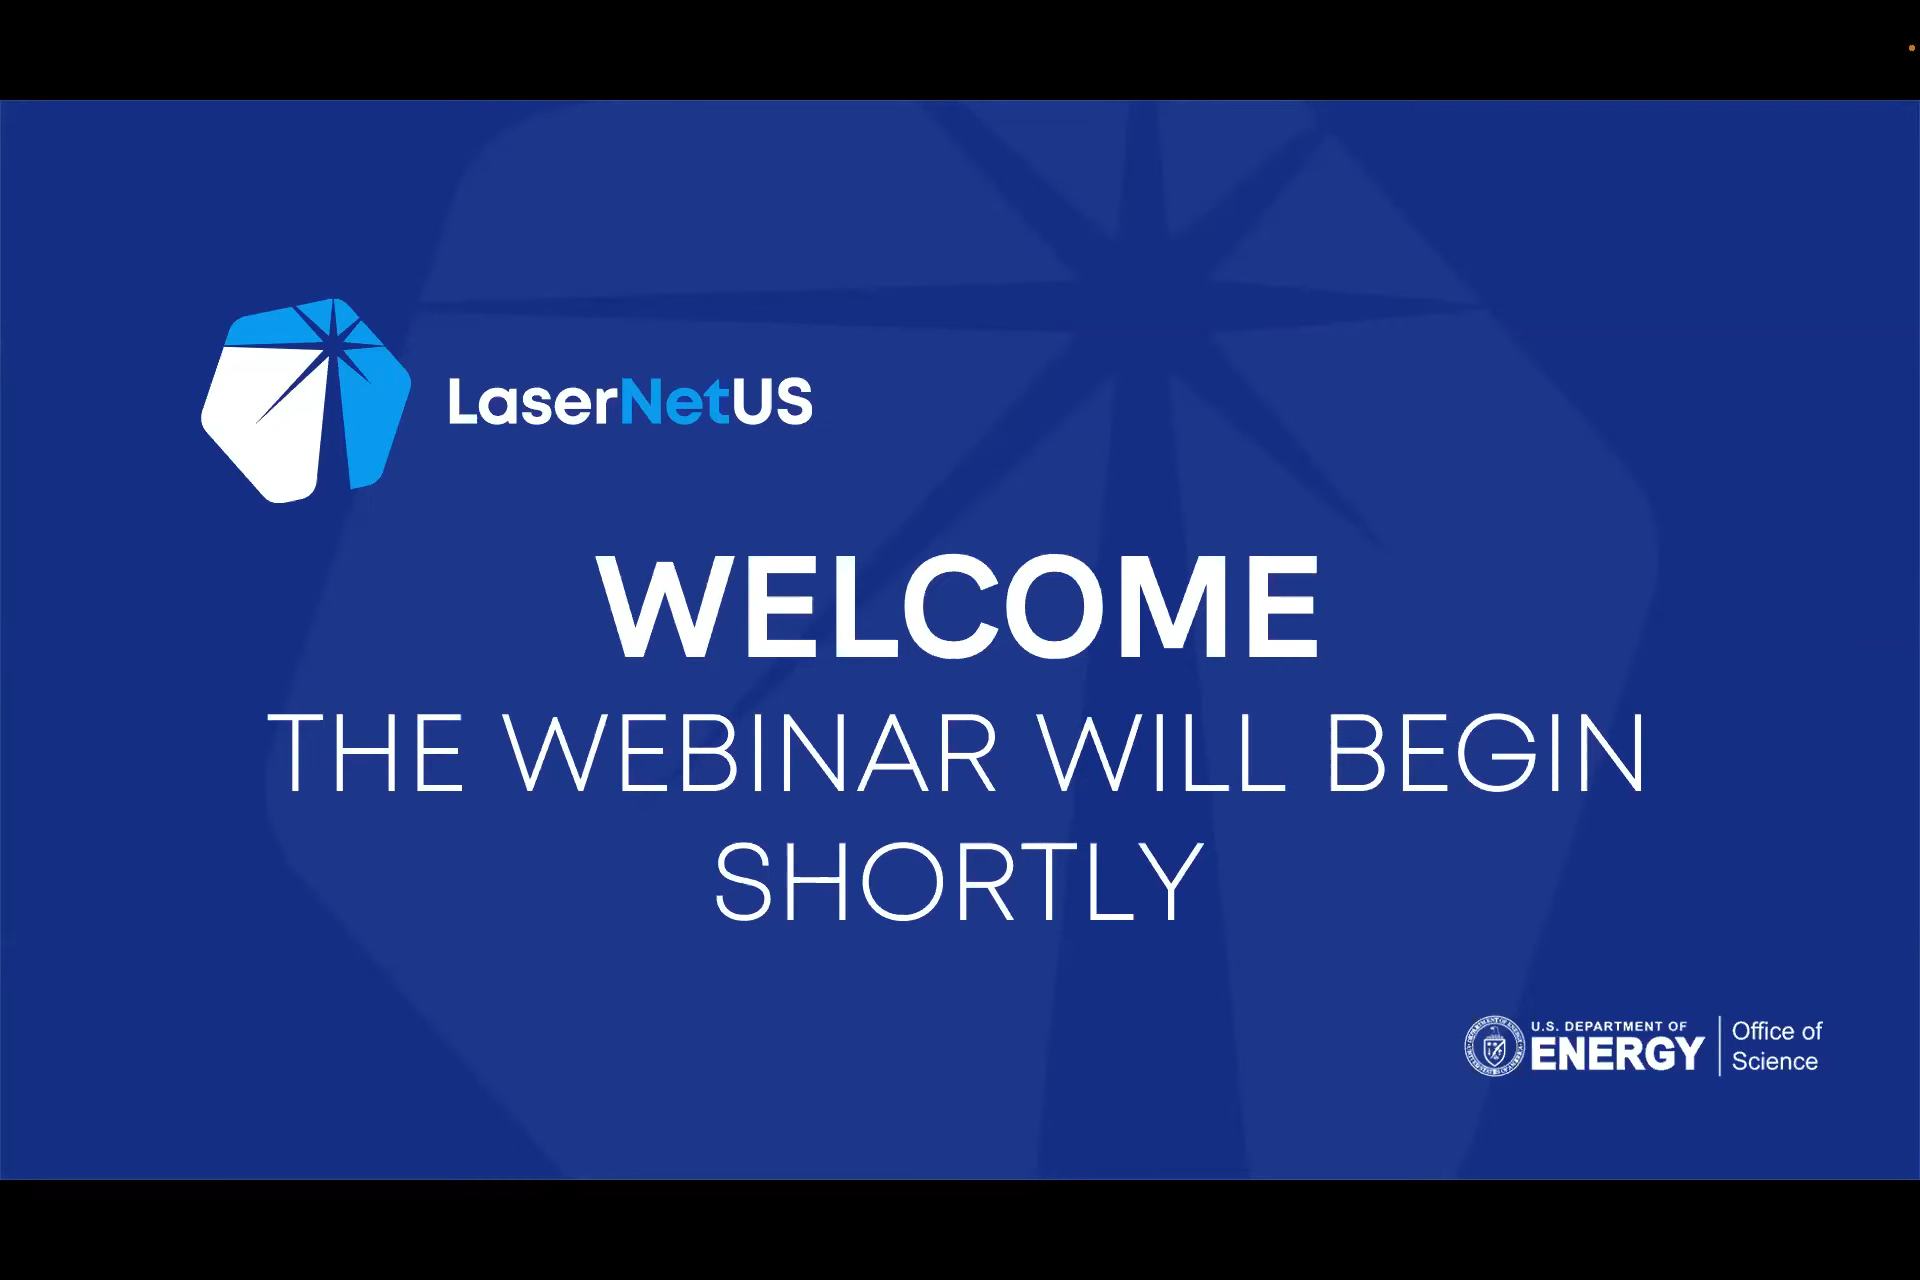 LaserNetUS
WELCOME
THE WEBINAR WILL BEGIN
SHORTLY
U.S. DEPARTMENT OF
ENERGY
Office of
Science